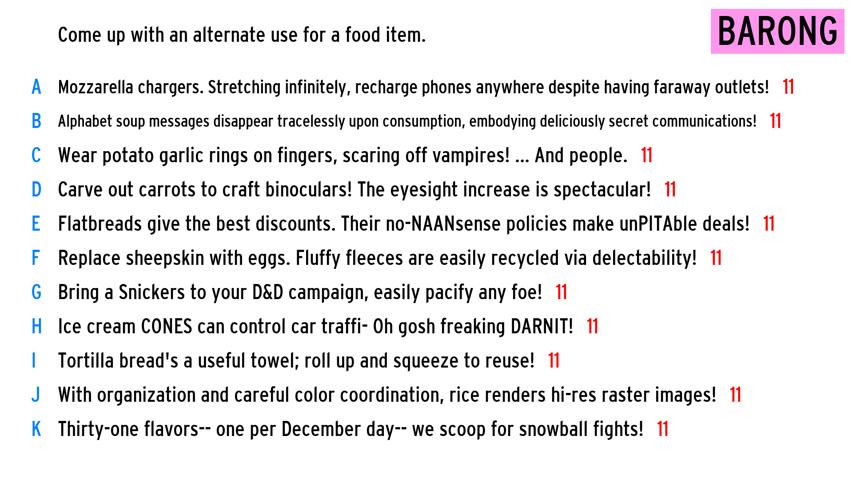 Come up with an alternate use for a food item.
BARONG
A Mozzarella chargers. Stretching infinitely, recharge phones anywhere despite having faraway outlets! 11
B Alphabet soup messages disappear tracelessly upon consumption, embodying deliciously secret communications! 11
C Wear potato garlic rings on fingers, scaring off vampires! ... And people. 11
D Carve out carrots to craft binoculars! The eyesight increase is spectacular! 11
E Flatbreads give the best discounts. Their no-NAANsense policies make unPITAble deals! 11
F Replace sheepskin with eggs. Fluffy fleeces are easily recycled via delectability! 11
G Bring a Snickers to your D&D campaign, easily pacify any foe! 11
H Ice cream CONES can control car traffi- Oh gosh freaking DARNIT! 11
I Tortilla bread's a useful towel; roll up and squeeze to reuse! 11
J With organization and careful color coordination, rice renders hi-res raster images! 11
K Thirty-one flavors-- one per December day-- we scoop for snowball fights! 11